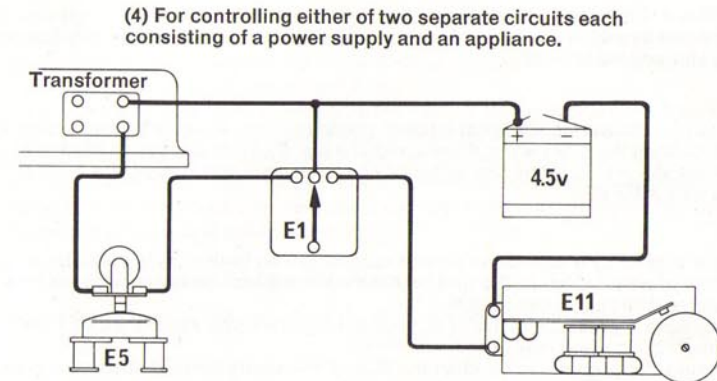 (4) For controlling either of two separate circuits each
consisting of a power supply and an appliance.
Transformer
+ −
4.5v
E1
E11
E5